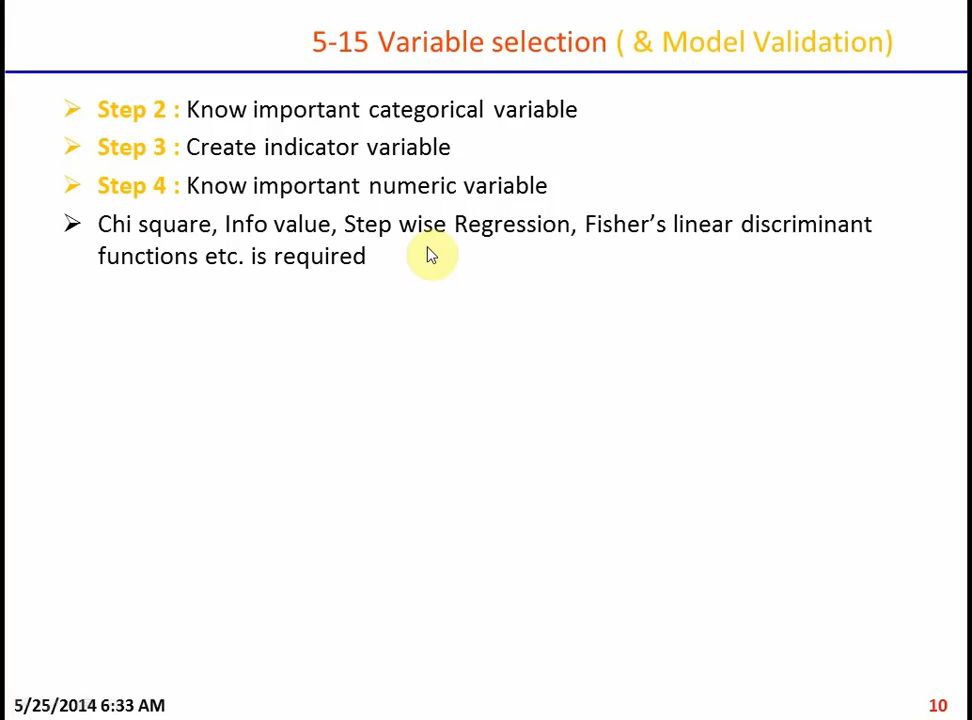 5-15 Variable selection ( & Model Validation)
Step 2 : Know important categorical variable
Step 3 : Create indicator variable
Step 4 : Know important numeric variable
Chi square, Info value, Step wise Regression, Fisher’s linear discriminant
functions etc. is required
5/25/2014 6:33 AM
10